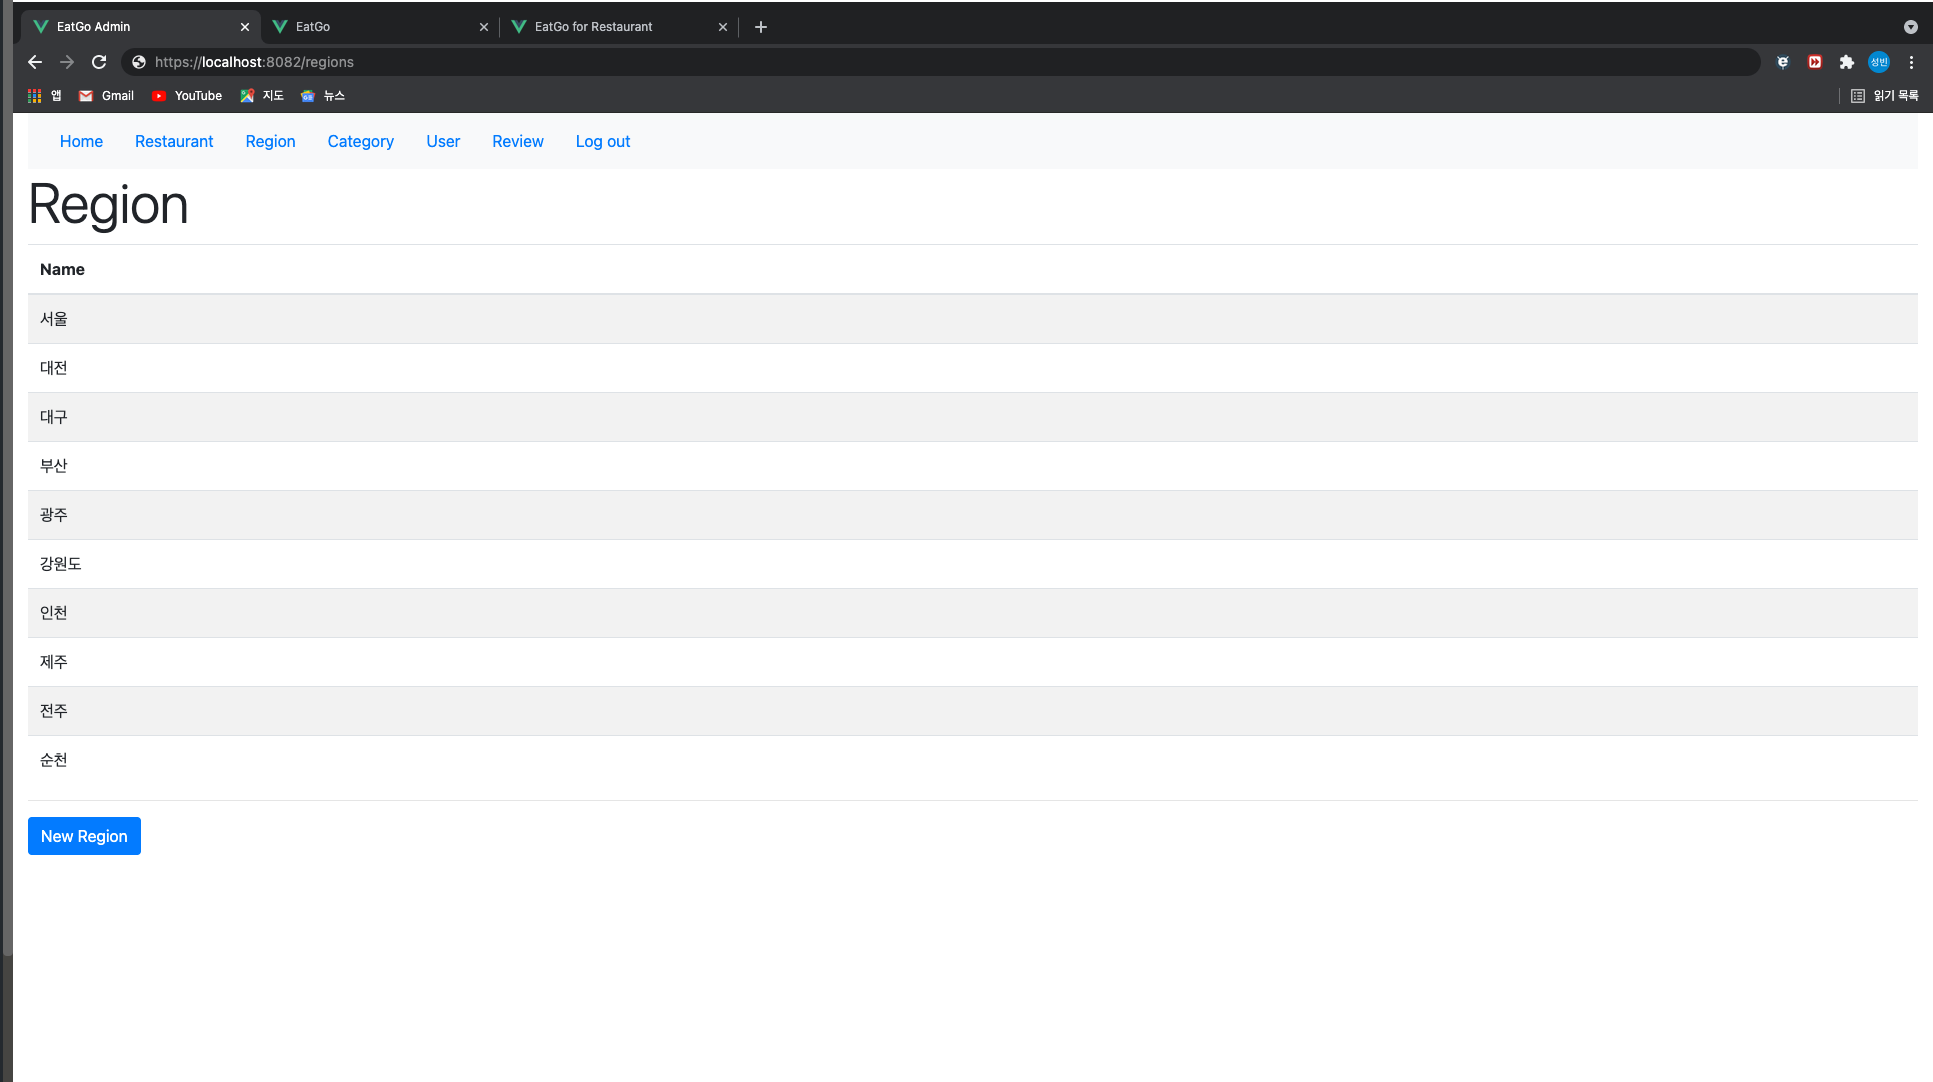 EatGo Admin EatGo EatGo for Restaurant
https://localhost:8082/regions 성빈
앱 Gmail YouTube 지도 뉴스 읽기 목록
Home Restaurant Region Category User Review Log out
Region
Name
서울
대전
대구
부산
광주
강원도
인천
제주
전주
순천
New Region